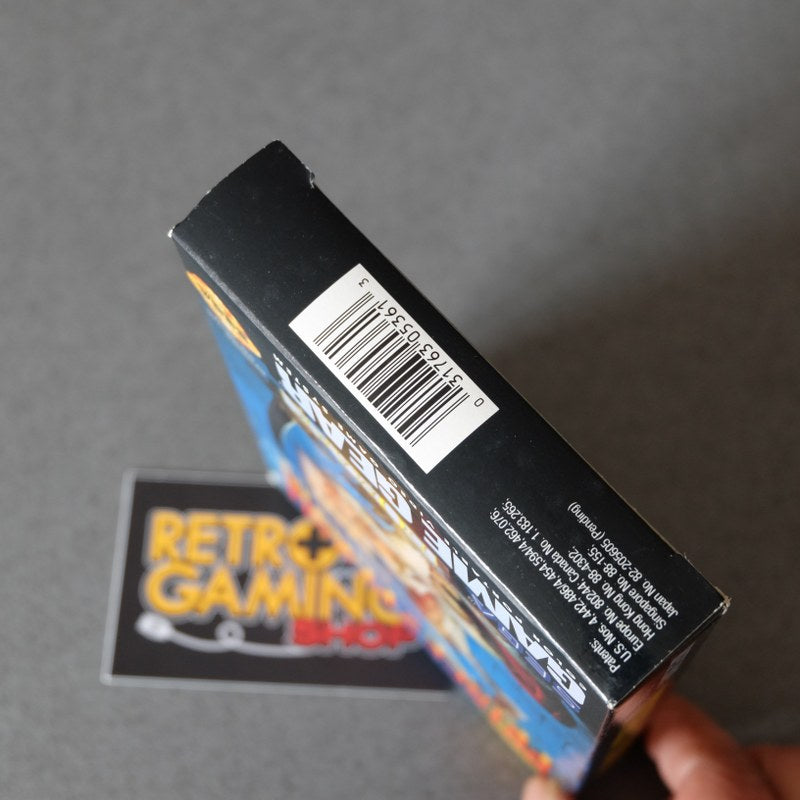 0 31763 05361 3
SEGA
GAME GEAR
Patents:
U.S. Nos. 4,442,486/4,454,594/4,462,076;
Europe No. 80244; Canada No. 1,183,265;
Hong Kong No. 88-4302;
Singapore No. 88-155;
Japan No. 82-205605 (Pending)
RETRO
GAMING
SHOP